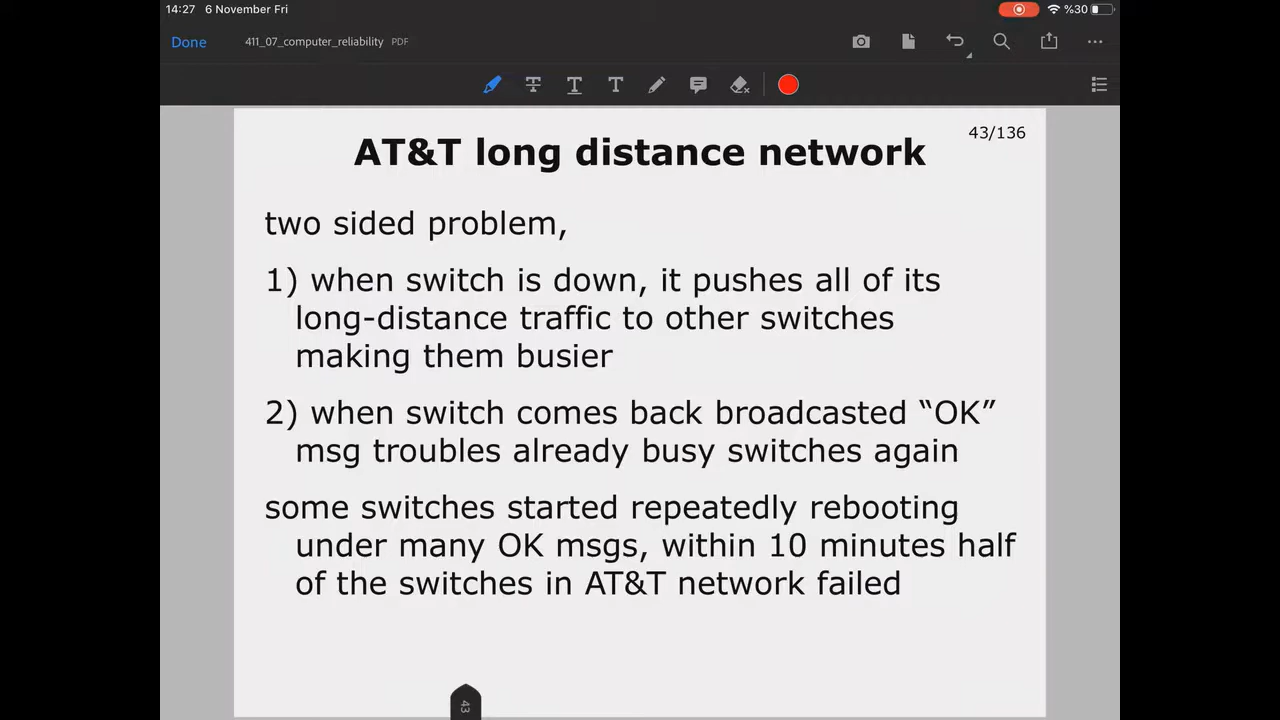 14:27 6 November Fri %30
Done 411_07_computer_reliability PDF
T T T
43/136
AT&T long distance network
two sided problem,
1) when switch is down, it pushes all of its
long-distance traffic to other switches
making them busier
2) when switch comes back broadcasted “OK”
msg troubles already busy switches again
some switches started repeatedly rebooting
under many OK msgs, within 10 minutes half
of the switches in AT&T network failed
43